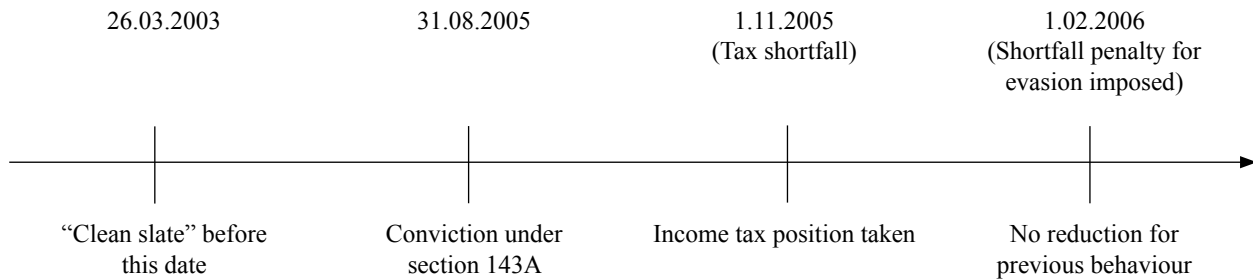 26.03.2003
31.08.2005
1.11.2005
(Tax shortfall)
1.02.2006
(Shortfall penalty for
evasion imposed)
“Clean slate” before
this date
Conviction under
section 143A
Income tax position taken
No reduction for
previous behaviour